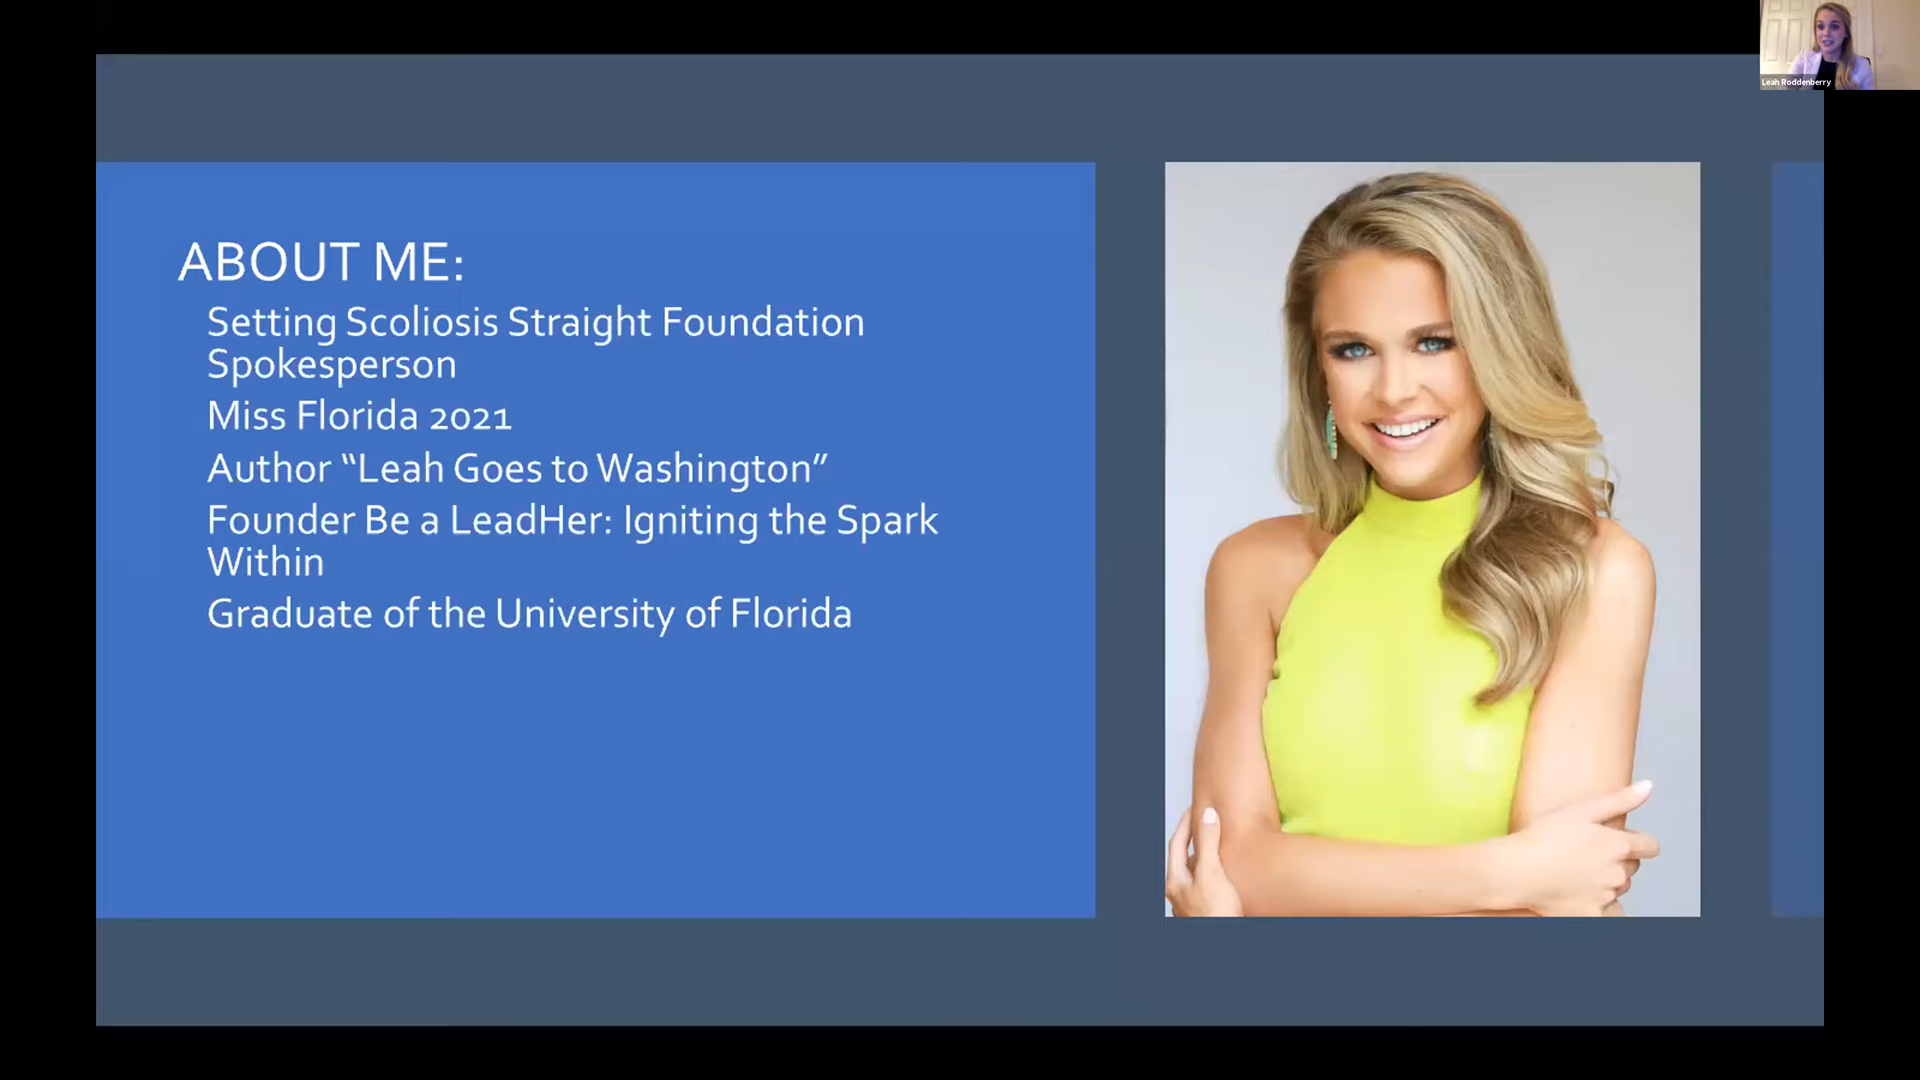 Leah Roddenberry
ABOUT ME:
Setting Scoliosis Straight Foundation
Spokesperson
Miss Florida 2021
Author “Leah Goes to Washington”
Founder Be a LeadHer: Igniting the Spark
Within
Graduate of the University of Florida